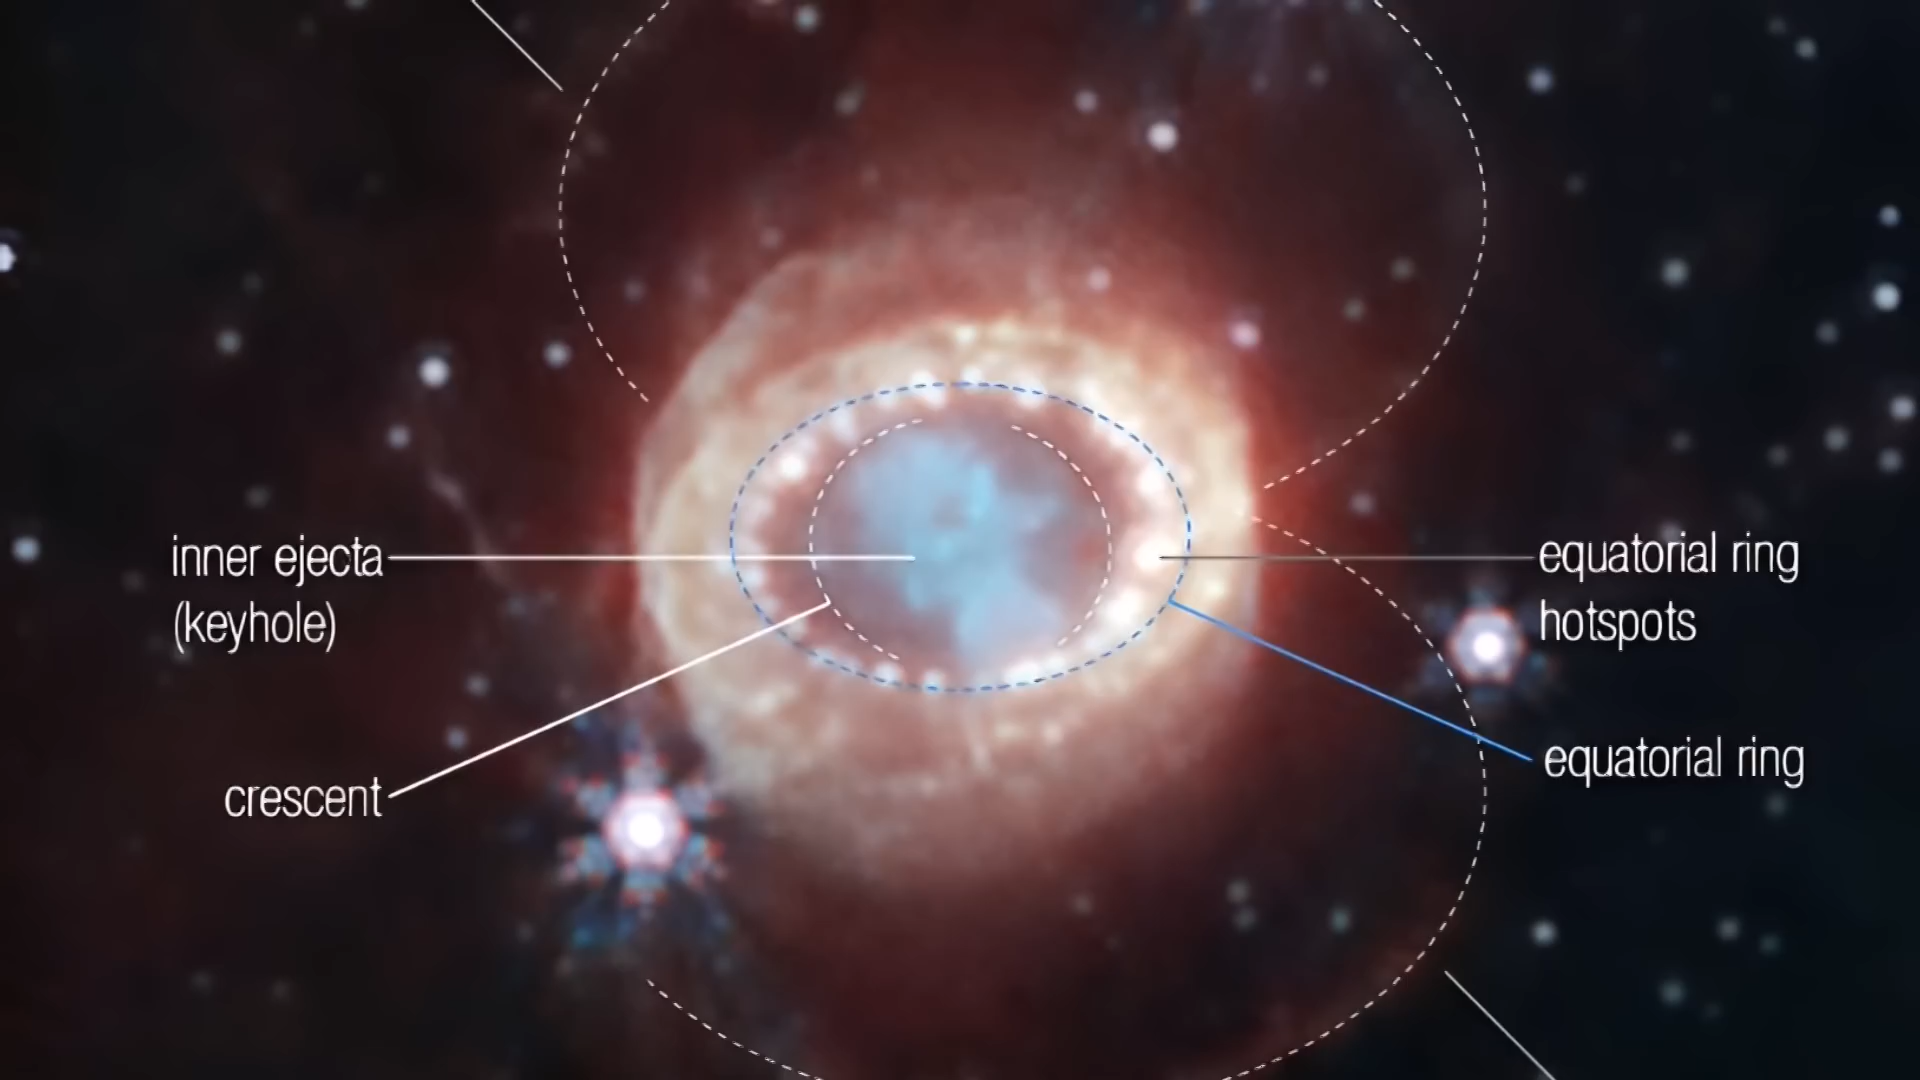 inner ejecta
(keyhole)
crescent
equatorial ring
hotspots
equatorial ring